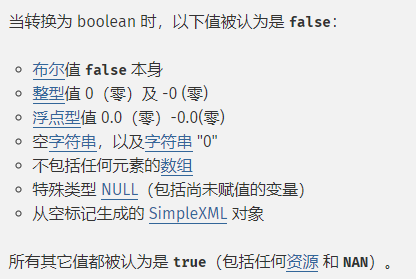 当转换为 boolean 时，以下值被认为是 false：
布尔值 false 本身
整型值 0（零）及 -0 (零)
浮点型值 0.0（零）-0.0(零)
空字符串，以及字符串 "0"
不包括任何元素的数组
特殊类型 NULL（包括尚未赋值的变量）
从空标记生成的 SimpleXML 对象
所有其它值都被认为是 true（包括任何资源 和 NAN）。